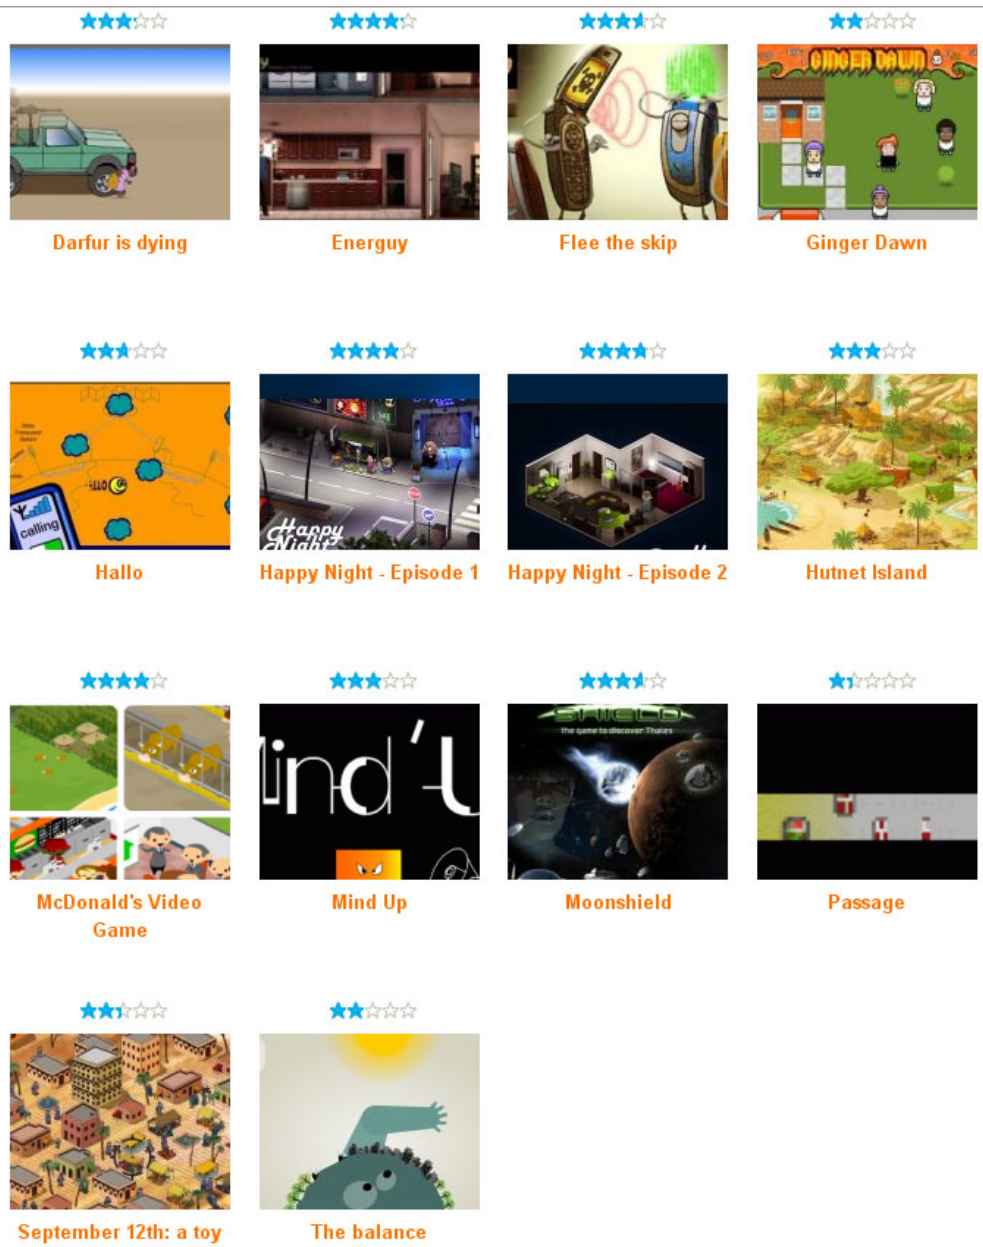 GINGER DAWN
Darfur is dying
Energuy
Flee the skip
Ginger Dawn
calling
Happy
Night
Hallo
Happy Night - Episode 1
Happy Night - Episode 2
Hutnet Island
Mind'U
SHIELD
the game to discover Thales
McDonald's Video
Game
Mind Up
Moonshield
Passage
September 12th: a toy
The balance